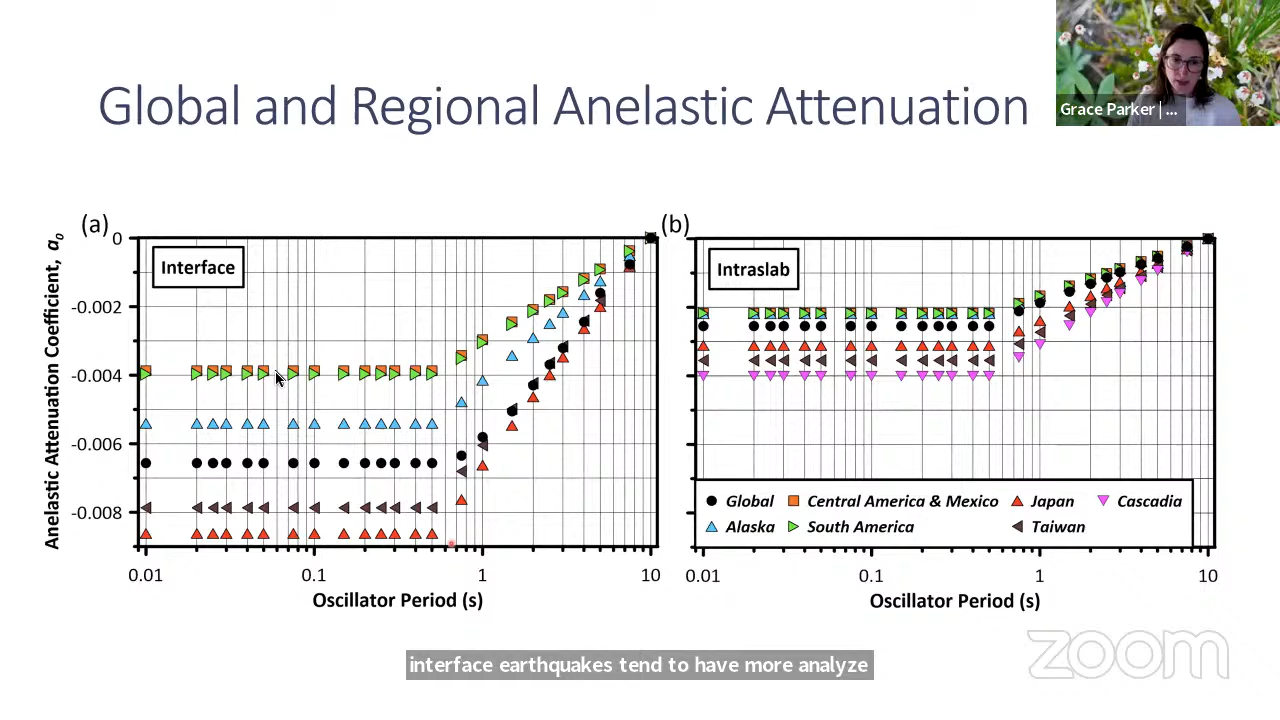 Global and Regional Anelastic Attenuation
Grace Parker | ...
(a)
(b)
Anelastic Attenuation Coefficient, a0
0
-0.002
-0.004
-0.006
-0.008
Interface
Intraslab
Global Central America & Mexico Japan Cascadia
Alaska South America Taiwan
0.01 0.1 1 10
0.01 0.1 1 10
Oscillator Period (s)
Oscillator Period (s)
interface earthquakes tend to have more analyze
zoom